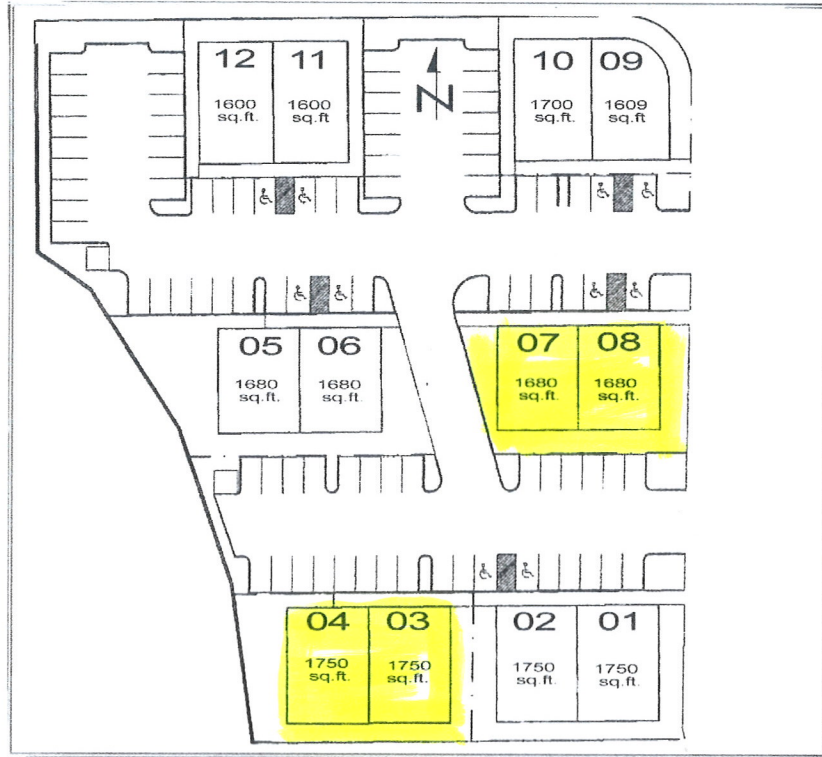 12 11
1600 sq.ft. 1600 sq.ft
N
10 09
1700 sq.ft. 1609 sq.ft.
05 06
1680 sq.ft. 1680 sq.ft.
07 08
1680 sq.ft. 1680 sq.ft.
04 03
1750 sq.ft. 1750 sq.ft.
02 01
1750 sq.ft. 1750 sq.ft.